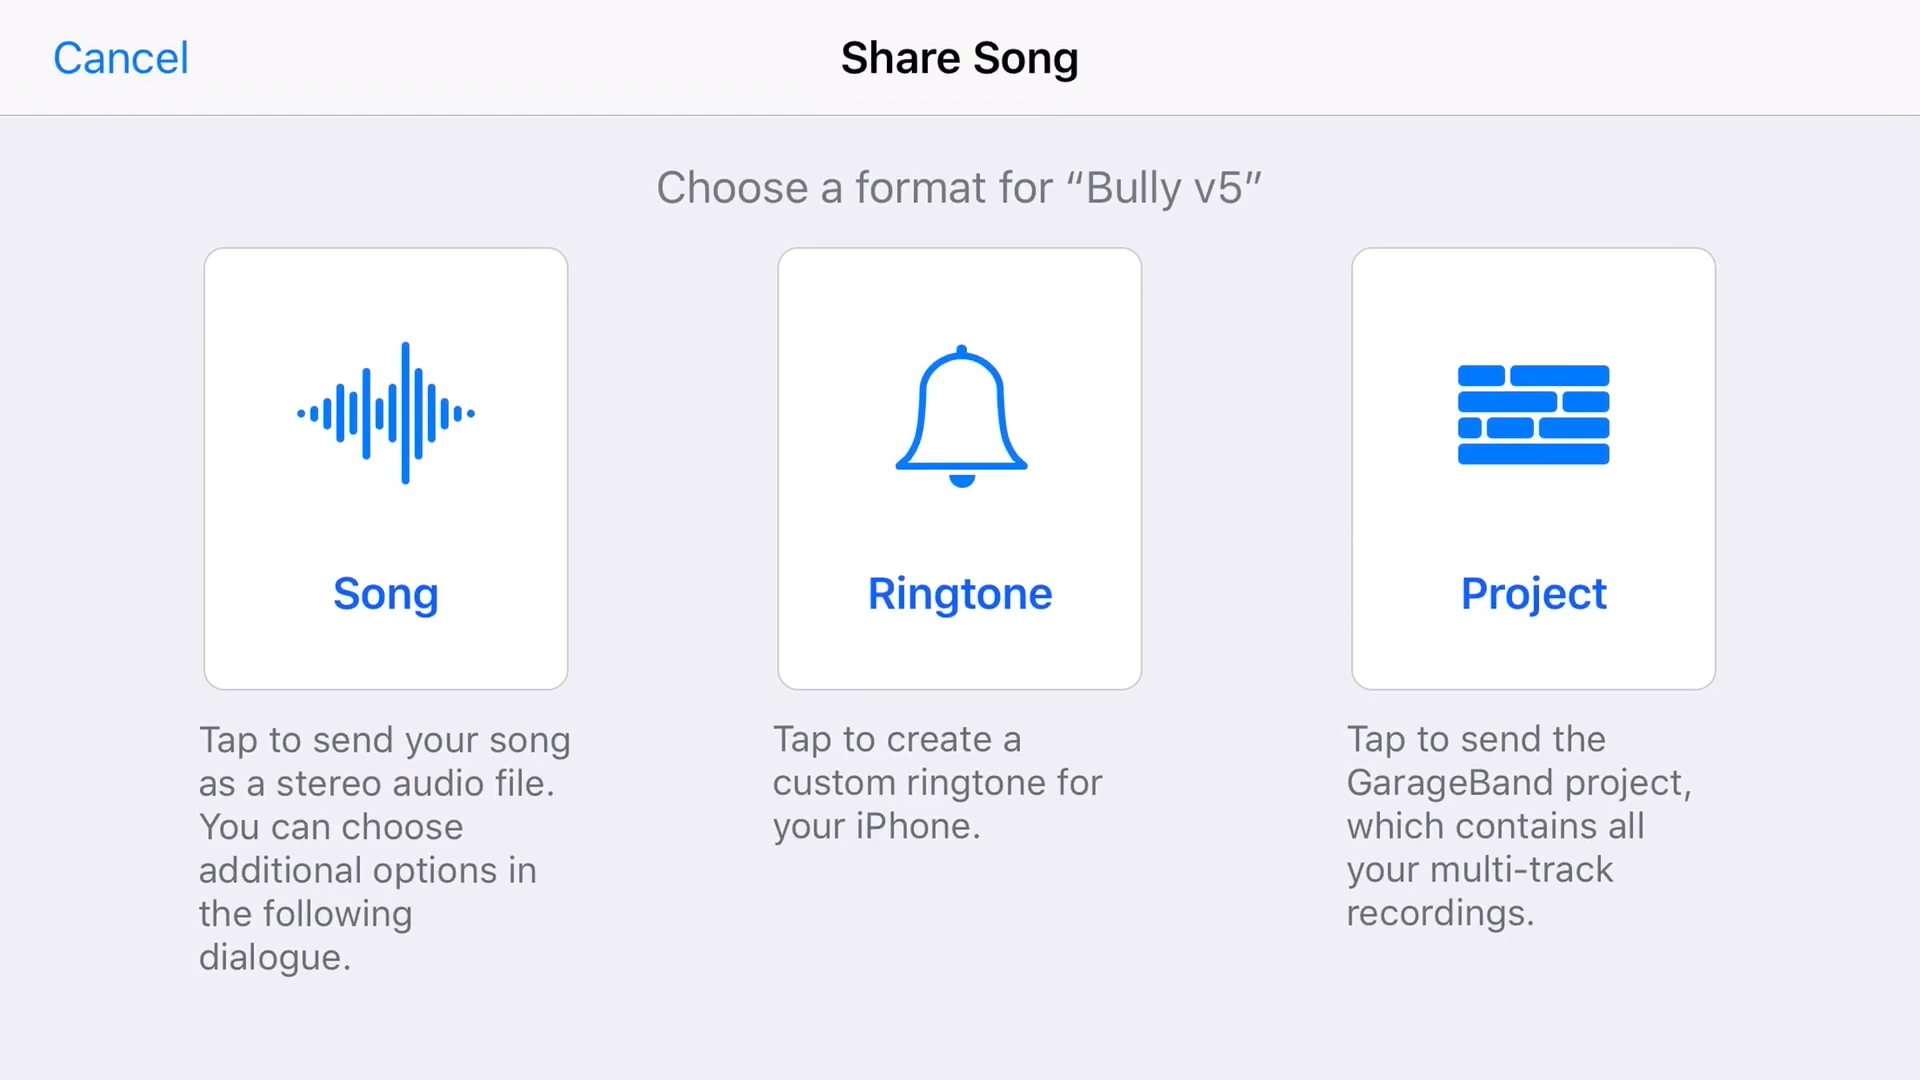 Cancel
Share Song
Choose a format for “Bully v5”
Song
Ringtone
Project
Tap to send your song
as a stereo audio file.
You can choose
additional options in
the following
dialogue.
Tap to create a
custom ringtone for
your iPhone.
Tap to send the
GarageBand project,
which contains all
your multi-track
recordings.